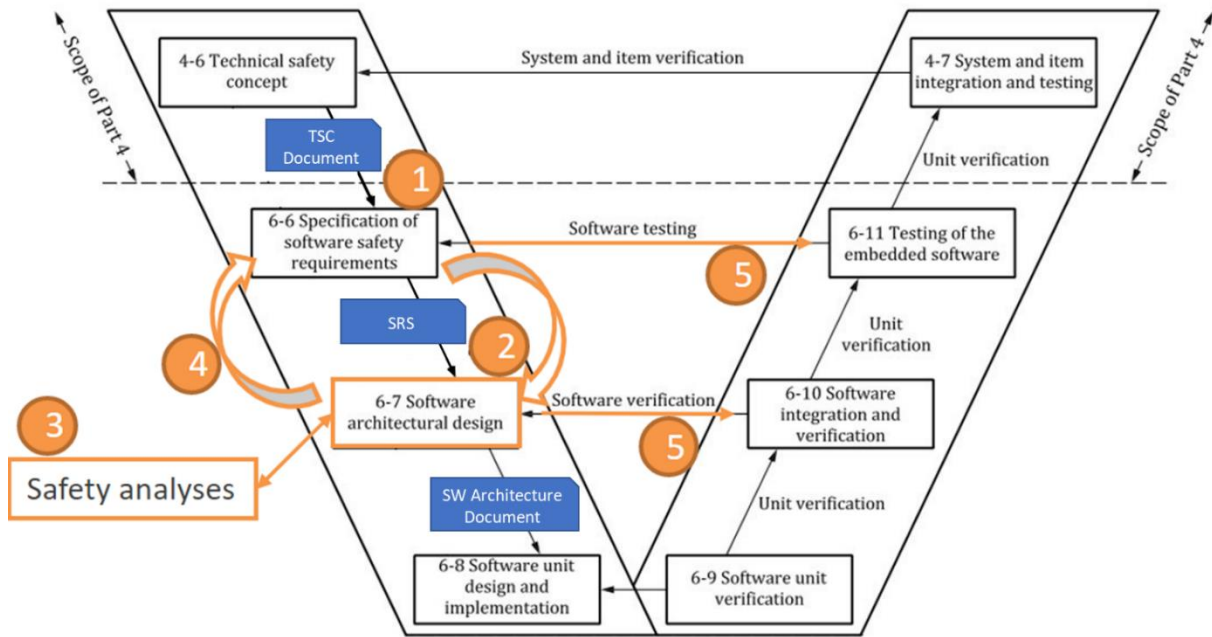 ← Scope of Part 4 →
4-6 Technical safety
concept
System and item verification
4-7 System and item
integration and testing
← Scope of Part 4 →
TSC
Document
1
Unit verification
6-6 Specification of
software safety
requirements
Software testing
5
6-11 Testing of the
embedded software
SRS
2
4
Unit
verification
3
Safety analyses
6-7 Software
architectural design
Software verification
5
6-10 Software
integration and
verification
SW Architecture
Document
Unit verification
6-8 Software unit
design and
implementation
6-9 Software unit
verification